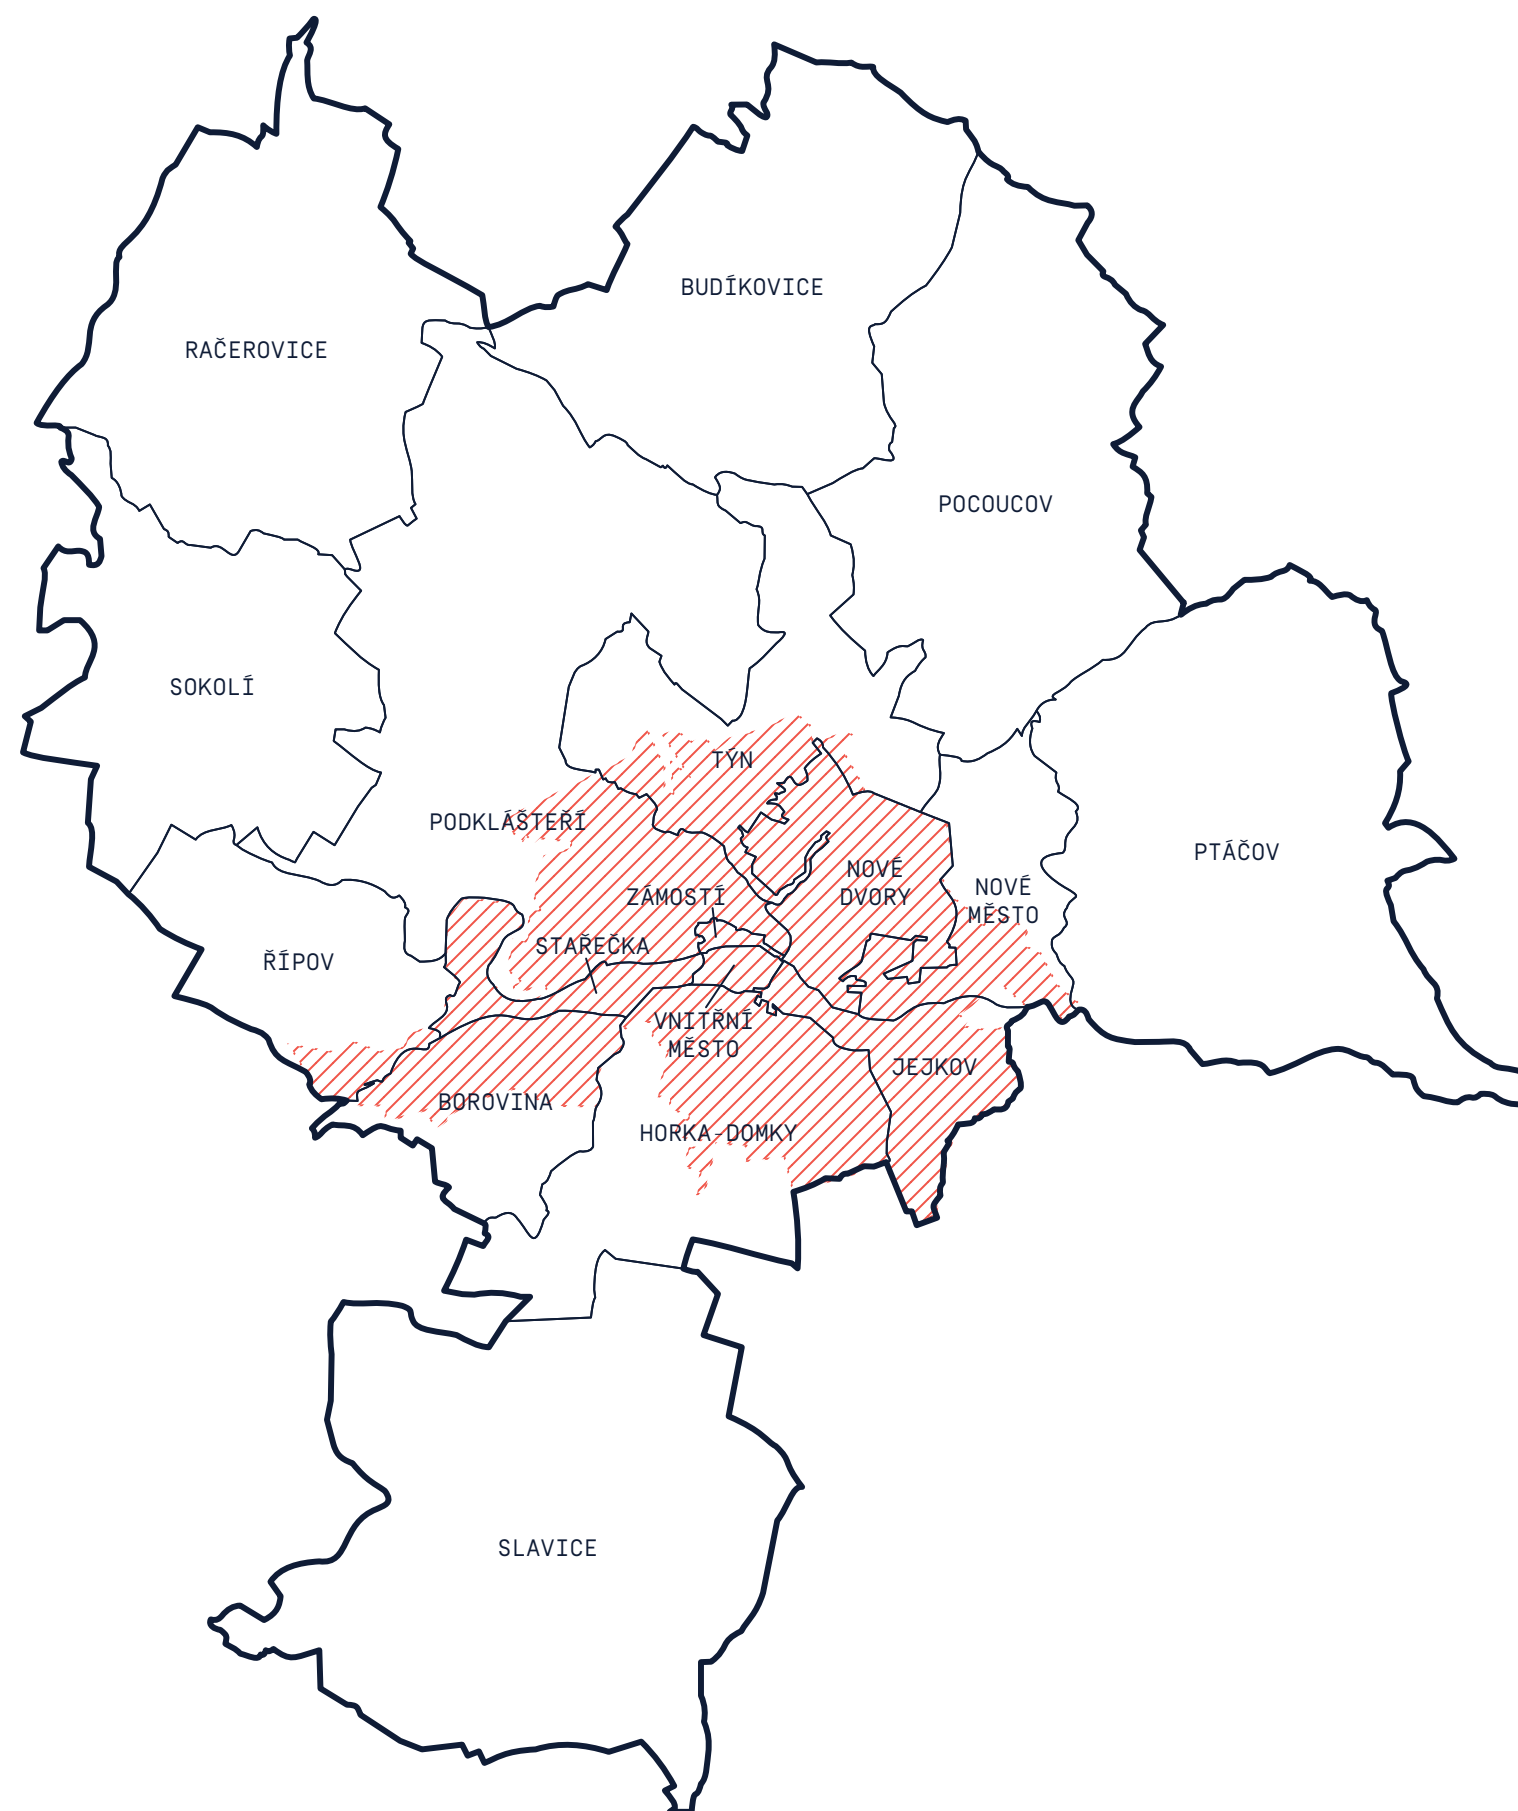 BUDÍKOVICE
RAČEROVICE
POCOUCOV
SOKOLÍ
TÝN
PODKLÁŠTEŘÍ
PTÁČOV
NOVÉ
DVORY
NOVÉ
MĚSTO
ZÁMOSTÍ
STAŘEČKA
ŘÍPOV
VNITŘNÍ
MĚSTO
JEJKOV
BOROVINA
HORKA-DOMKY
SLAVICE